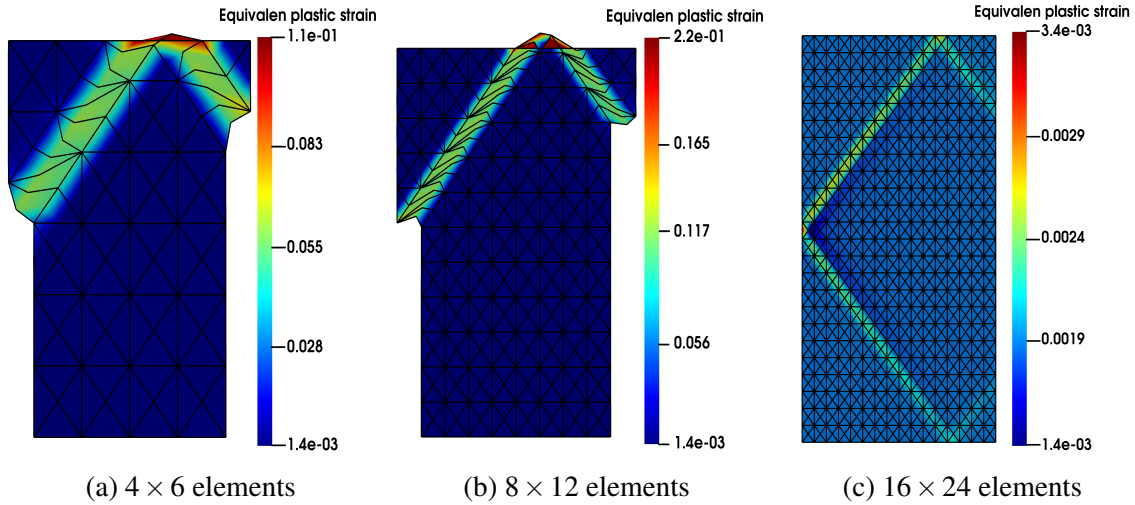 Equivalen plastic strain
1.1e-01
0.083
0.055
0.028
1.4e-03
(a) 4 × 6 elements
Equivalen plastic strain
2.2e-01
0.165
0.117
0.056
1.4e-03
(b) 8 × 12 elements
Equivalen plastic strain
3.4e-03
0.0029
0.0024
0.0019
1.4e-03
(c) 16 × 24 elements